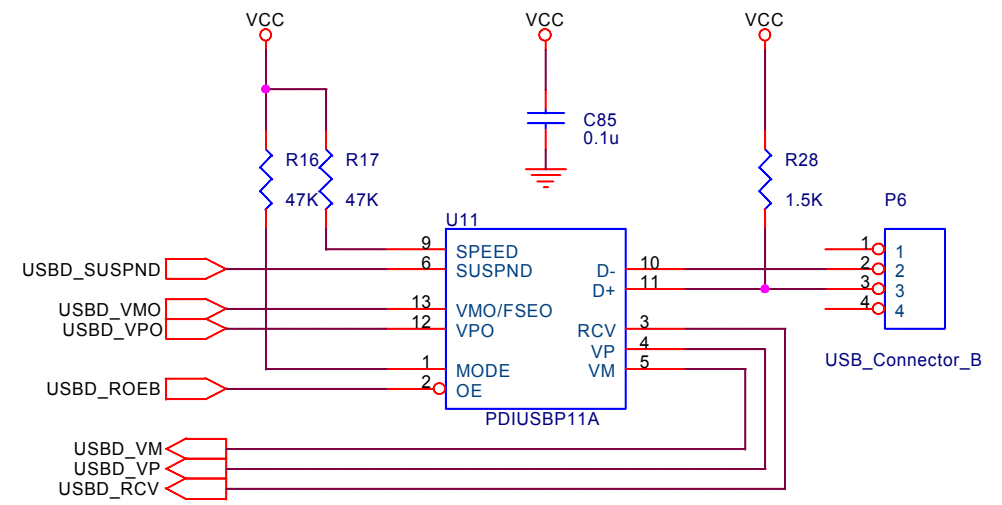 VCC VCC VCC
C85
0.1u
R16 R17 R28
47K 47K 1.5K P6
U11
9 SPEED 1 1
USBD_SUSPND 6 SUSPND D- 10 2 2
D+ 11 3 3
USBD_VMO 13 VMO/FSEO 4 4
USBD_VPO 12 VPO RCV 3
VP 4
1 MODE VM 5 USB_Connector_B
USBD_ROEB 2 OE
PDIUSBP11A
USBD_VM
USBD_VP
USBD_RCV